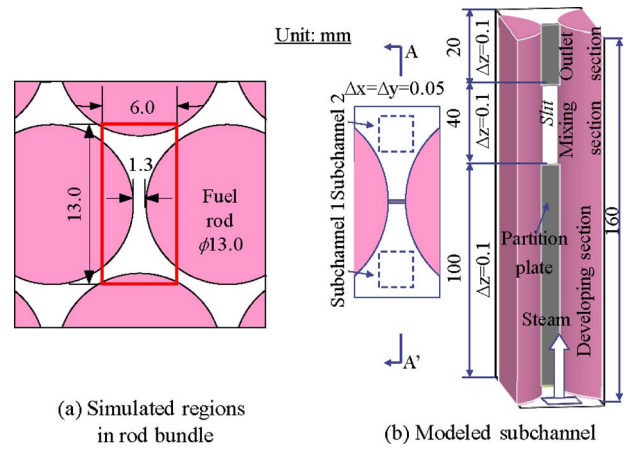 Unit: mm
6.0
1.3
13.0
Fuel
rod
ϕ13.0
(a) Simulated regions
in rod bundle
A
Δx=Δy=0.05
Subchannel 2
Subchannel 1
A'
20
Δz=0.1
40
Δz=0.1
100
Δz=0.1
Outlet
section
Slit
Mixing
section
Partition
plate
Developing section
Steam
160
(b) Modeled subchannel